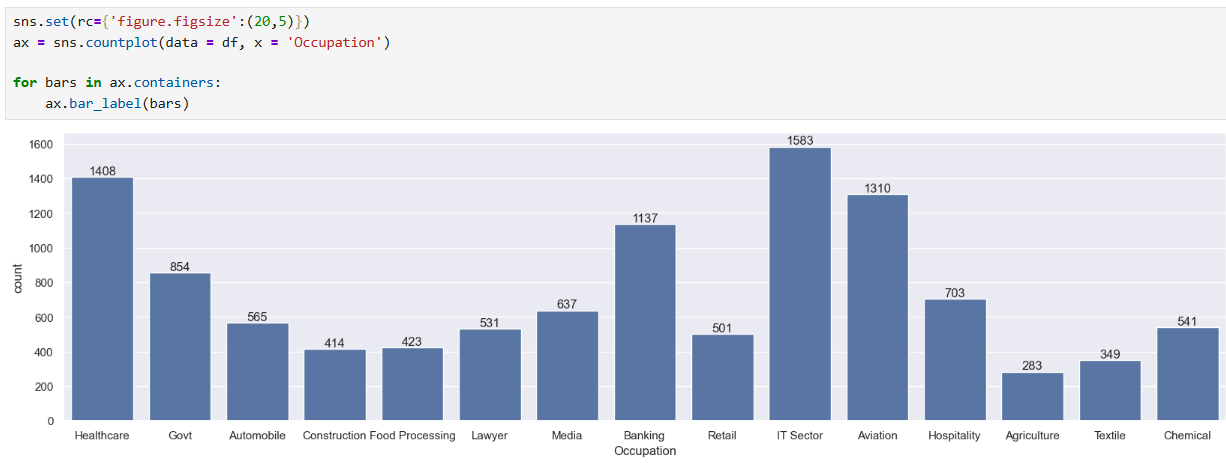 sns.set(rc={'figure.figsize':(20,5)})
ax = sns.countplot(data = df, x = 'Occupation')
for bars in ax.containers:
    ax.bar_label(bars)
1600
1400
1200
1000
800
600
400
200
0
count
1408
854
565
414
423
531
637
1137
501
1583
1310
703
283
349
541
Healthcare
Govt
Automobile
Construction
Food Processing
Lawyer
Media
Banking
Retail
IT Sector
Aviation
Hospitality
Agriculture
Textile
Chemical
Occupation